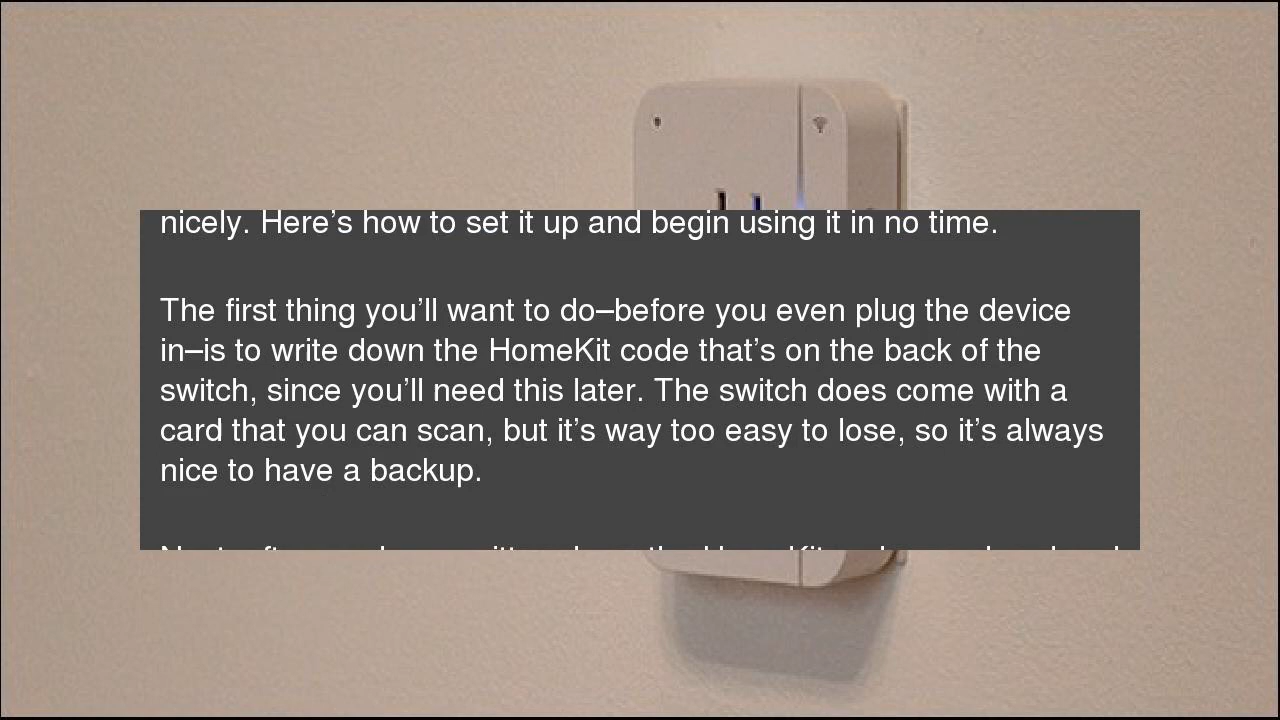 nicely. Here’s how to set it up and begin using it in no time.
The first thing you’ll want to do–before you even plug the device
in–is to write down the HomeKit code that’s on the back of the
switch, since you’ll need this later. The switch does come with a
card that you can scan, but it’s way too easy to lose, so it’s always
nice to have a backup.